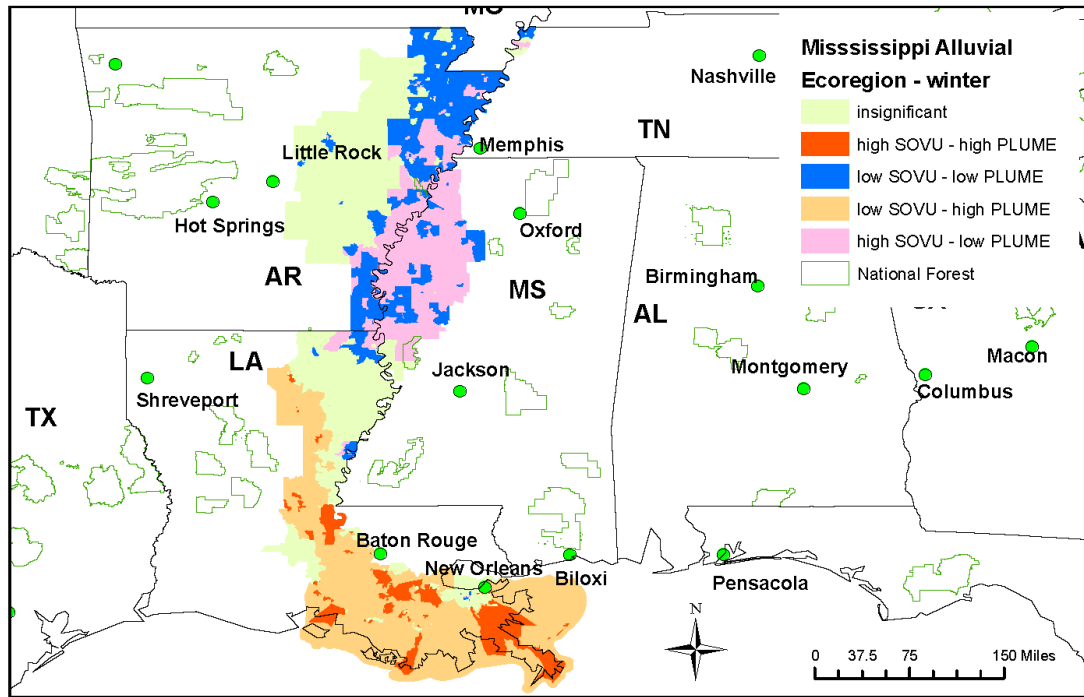 MO
Misssissippi Alluvial
Ecoregion - winter
insignificant
high SOVU - high PLUME
low SOVU - low PLUME
low SOVU - high PLUME
high SOVU - low PLUME
National Forest
Nashville
TN
Memphis
Little Rock
Hot Springs
Oxford
Birmingham
AR
MS
AL
LA
Jackson
Montgomery
Macon
Columbus
Shreveport
TX
Baton Rouge
New Orleans
Biloxi
Pensacola
N
0 37.5 75 150 Miles